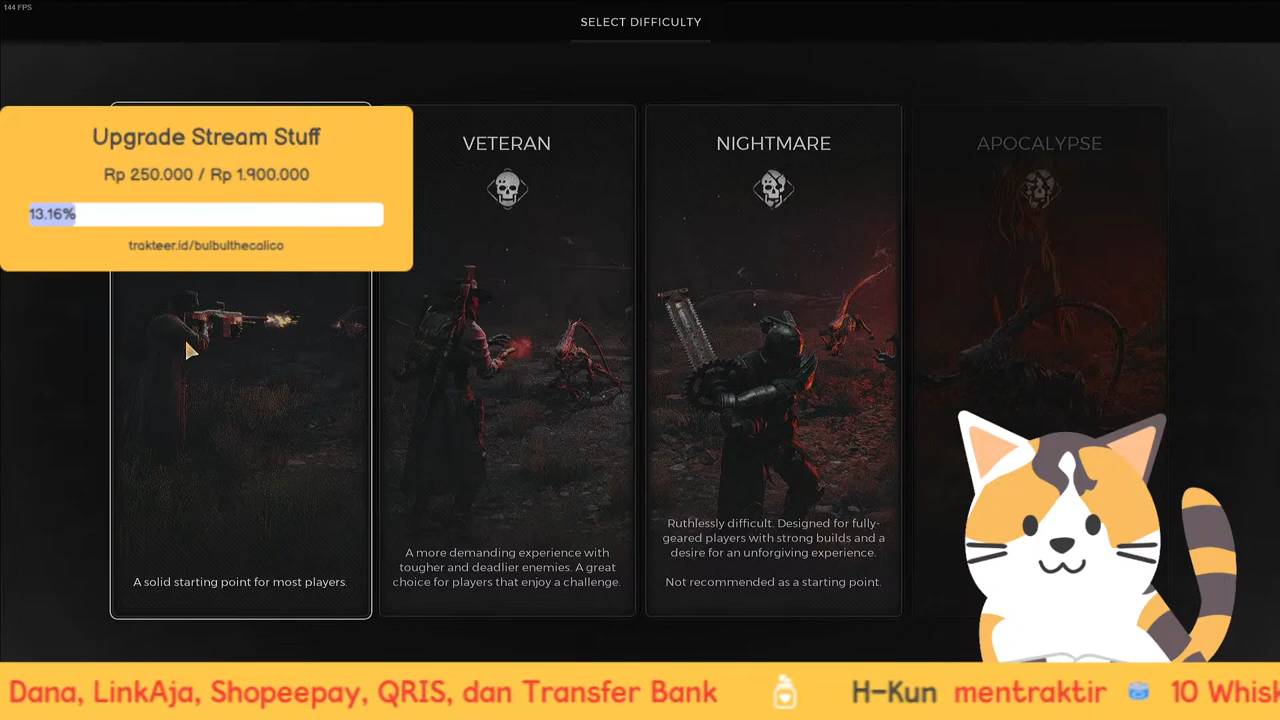 144 FPS
SELECT DIFFICULTY
Upgrade Stream Stuff
Rp 250.000 / Rp 1.900.000
13.16%
trakteer.id/bulbulthecalico
A solid starting point for most players.
VETERAN
A more demanding experience with
tougher and deadlier enemies. A great
choice for players that enjoy a challenge.
NIGHTMARE
Ruthlessly difficult. Designed for fully-
geared players with strong builds and a
desire for an unforgiving experience.
Not recommended as a starting point.
APOCALYPSE
Dana, LinkAja, Shopeepay, QRIS, dan Transfer Bank H-Kun mentraktir 10 Whisk